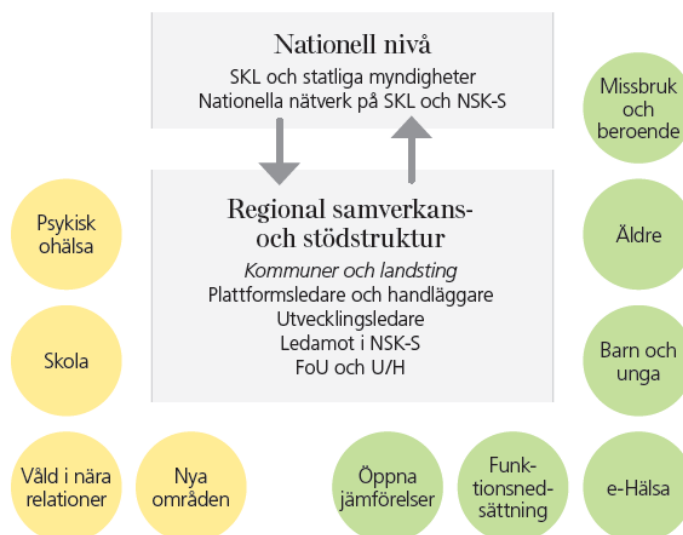 Nationell nivå
SKL och statliga myndigheter
Nationella nätverk på SKL och NSK-S
Regional samverkans-
och stödstruktur
Kommuner och landsting
Plattformsledare och handläggare
Utvecklingsledare
Ledamot i NSK-S
FoU och U/H
Psykisk
ohälsa
Skola
Våld i nära
relationer
Nya
områden
Öppna
jämförelser
Funk-
tionsned-
sättning
e-Hälsa
Barn och
unga
Äldre
Missbruk
och
beroende